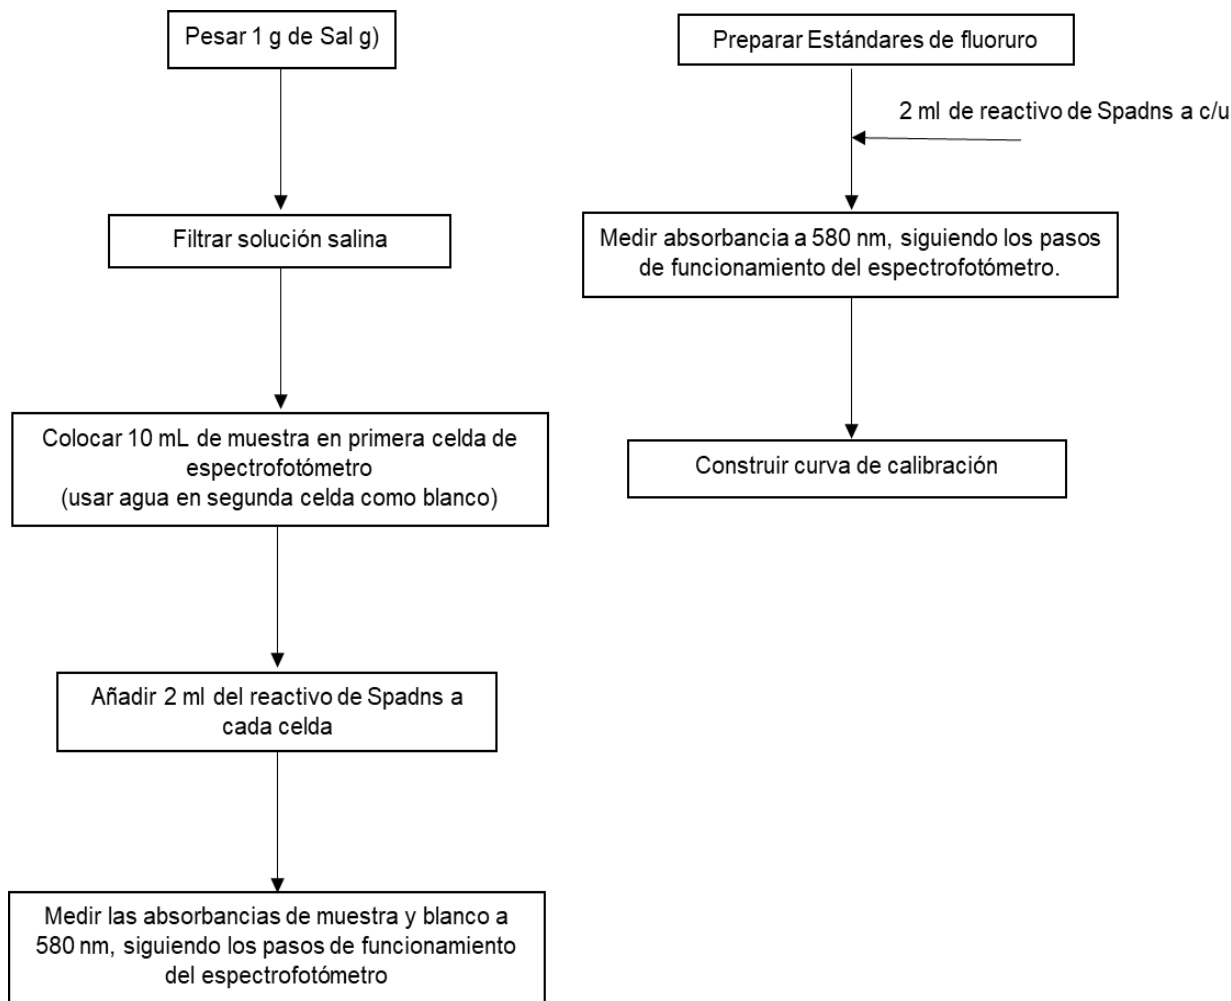 Pesar 1 g de Sal g)
Filtrar solución salina
Colocar 10 mL de muestra en primera celda de
espectrofotómetro
(usar agua en segunda celda como blanco)
Añadir 2 ml del reactivo de Spadns a
cada celda
Medir las absorbancias de muestra y blanco a
580 nm, siguiendo los pasos de funcionamiento
del espectrofotómetro
Preparar Estándares de fluoruro
2 ml de reactivo de Spadns a c/u
Medir absorbancia a 580 nm, siguiendo los pasos
de funcionamiento del espectrofotómetro.
Construir curva de calibración